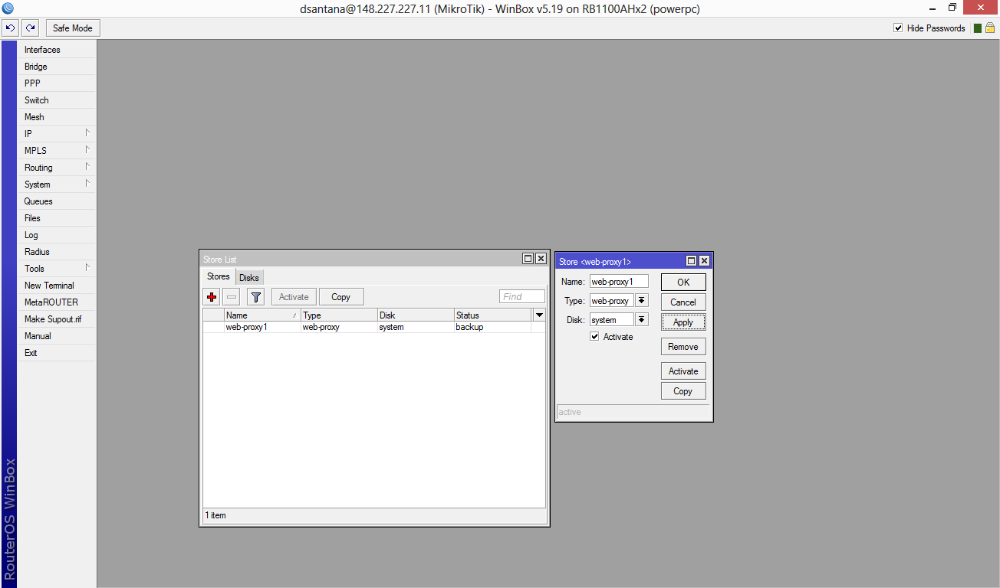 dsantana@148.227.227.11 (MikroTik) - WinBox v5.19 on RB1100AHx2 (powerpc)
Safe Mode
Hide Passwords
Interfaces
Bridge
PPP
Switch
Mesh
IP
MPLS
Routing
System
Queues
Files
Log
Radius
Tools
New Terminal
MetaROUTER
Make Supout.rif
Manual
Exit
RouterOS WinBox
Store List
Stores Disks
Activate Copy Find
Name Type Disk Status
web-proxy1 web-proxy system backup
1 item
Store <web-proxy1>
Name: web-proxy1 OK
Type: web-proxy Cancel
Disk: system Apply
Activate
Remove
Activate
Copy
active